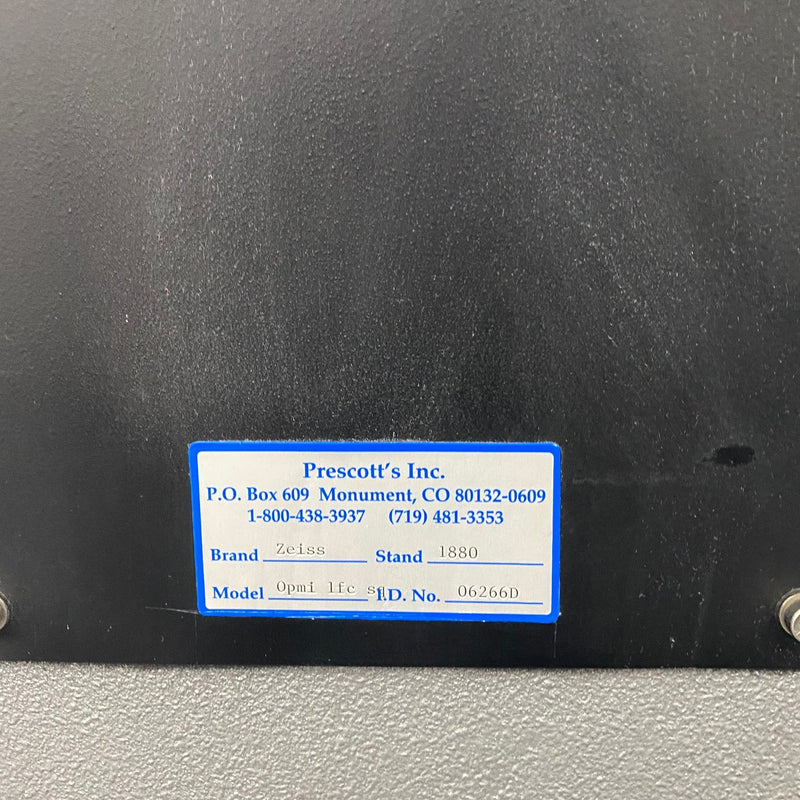 Prescott's Inc.
P.O. Box 609 Monument, CO 80132-0609
1-800-438-3937 (719) 481-3353
Brand Zeiss Stand 1880
Model Opmi 1fc sq I.D. No. 06266D